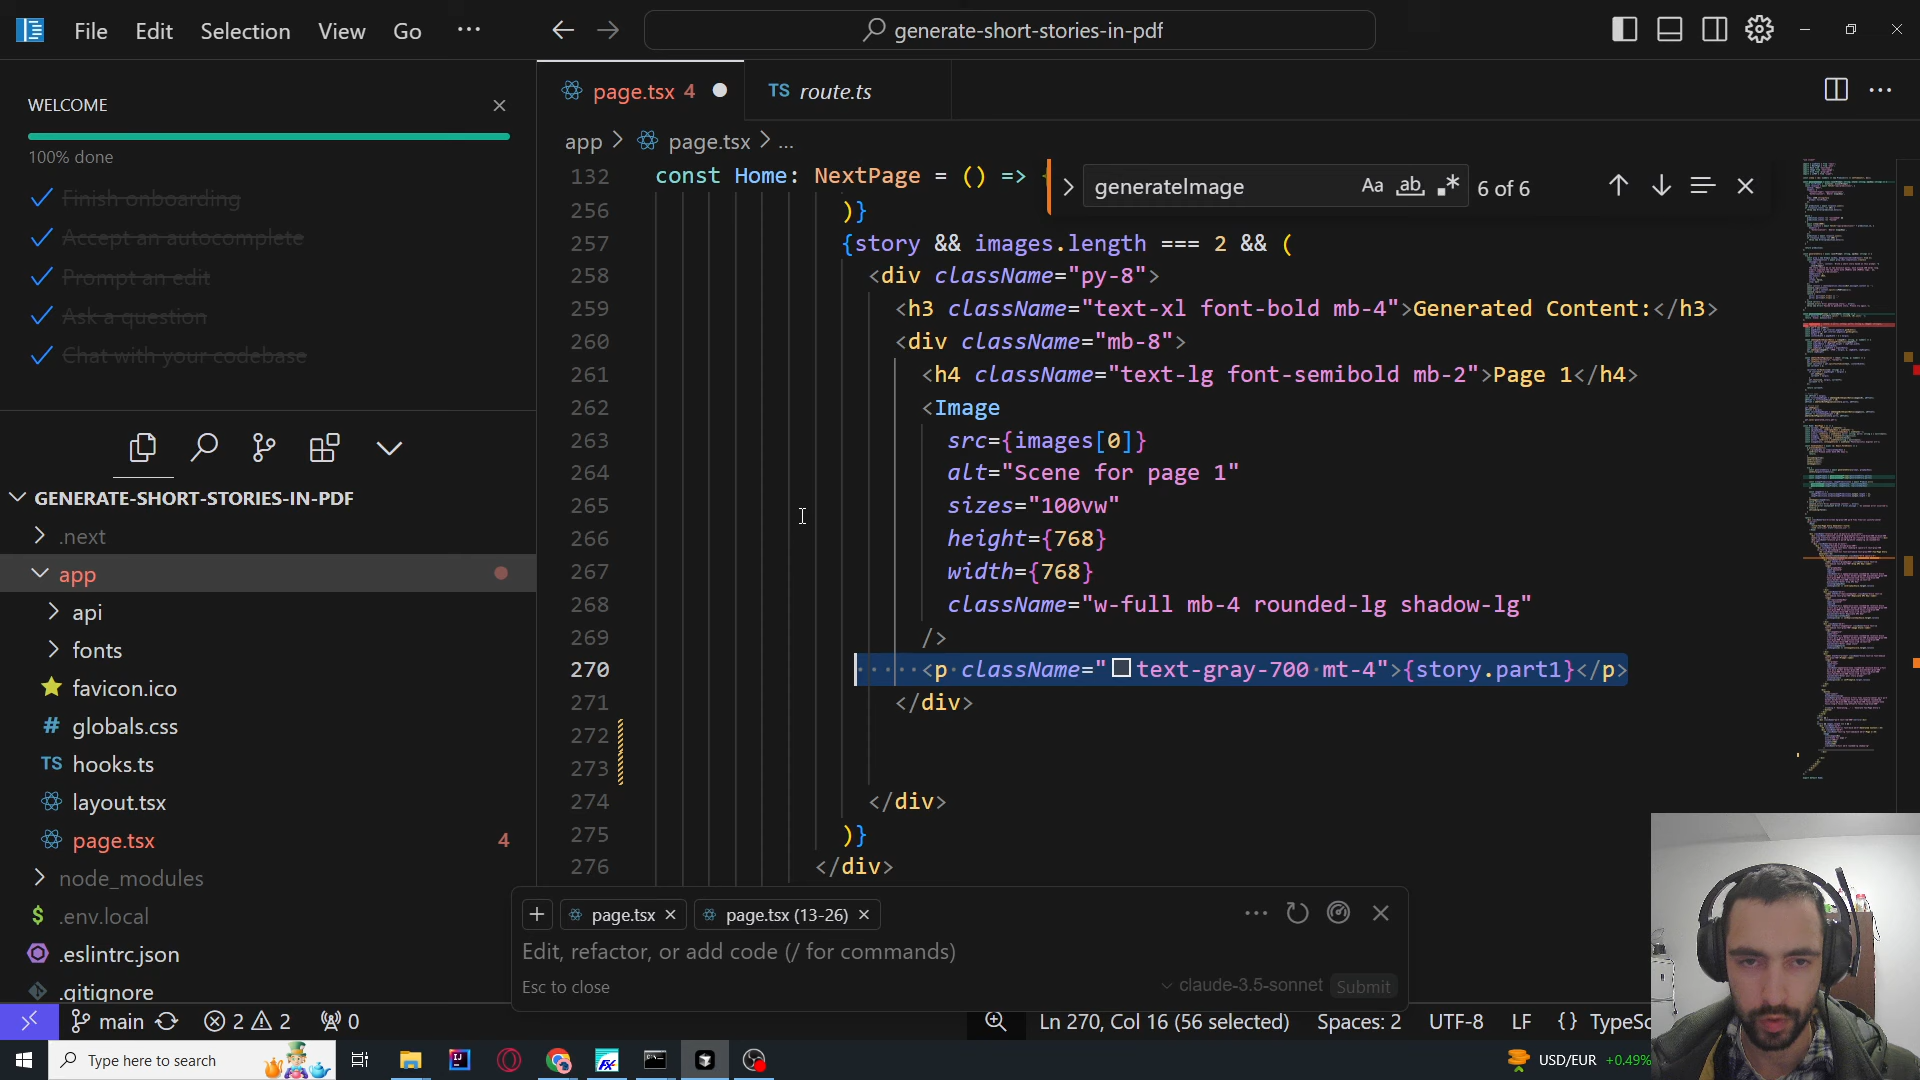 File Edit Selection View Go ···
generate-short-stories-in-pdf
WELCOME
100% done
Finish onboarding
Accept an autocomplete
Prompt an edit
Ask a question
Chat with your codebase
GENERATE-SHORT-STORIES-IN-PDF
.next
app
api
fonts
favicon.ico
# globals.css
TS hooks.ts
layout.tsx
page.tsx 4
node_modules
$ .env.local
.eslintrc.json
.gitignore
page.tsx 4
TS route.ts
app > page.tsx > ...
generateImage Aa ab 6 of 6
132 const Home: NextPage = () => {
256 )}
257 {story && images.length === 2 && (
258 <div className="py-8">
259 <h3 className="text-xl font-bold mb-4">Generated Content:</h3>
260 <div className="mb-8">
261 <h4 className="text-lg font-semibold mb-2">Page 1</h4>
262 <Image
263 src={images[0]}
264 alt="Scene for page 1"
265 sizes="100vw"
266 height={768}
267 width={768}
268 className="w-full mb-4 rounded-lg shadow-lg"
269 />
270 <p className="text-gray-700 mt-4">{story.part1}</p>
271 </div>
272
273
274 </div>
275 )}
276 </div>
page.tsx page.tsx (13-26)
Edit, refactor, or add code (/ for commands)
Esc to close
claude-3.5-sonnet Submit
main 2 2 0
Ln 270, Col 16 (56 selected) Spaces: 2 UTF-8 LF {} TypeSc
Type here to search
USD/EUR +0.49%